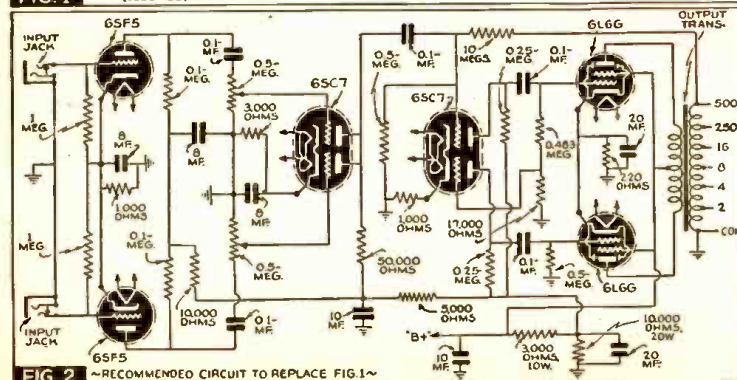 FIG. 1
INPUT JACK
6SF5
1 MEG.
8 MF.
1,000 OHMS
1 MEG.
INPUT JACK
6SF5
0.1-MEG.
0.1-MF.
0.5-MEG.
8 MF.
3,000 OHMS
8 MF.
0.1-MEG.
10,000 OHMS
0.5-MEG.
0.1-MF.
6SC7
0.5-MEG.
0.1-MF.
10 MEGS.
6SC7
1,000 OHMS
50,000 OHMS
10 MF.
5,000 OHMS
0.25-MEG.
0.1-MF.
0.483 MEG.
17,000 OHMS
0.25-MEG.
0.1-MF.
0.5-MEG.
6L6G
20 MF.
220 OHMS
6L6G
"B+"
10 MF.
3,000 OHMS, 10W.
10,000 OHMS, 20W.
20 MF.
OUTPUT TRANS.
500
250
16
8
4
2
COM
FIG. 2 ~RECOMMENDED CIRCUIT TO REPLACE FIG.1~